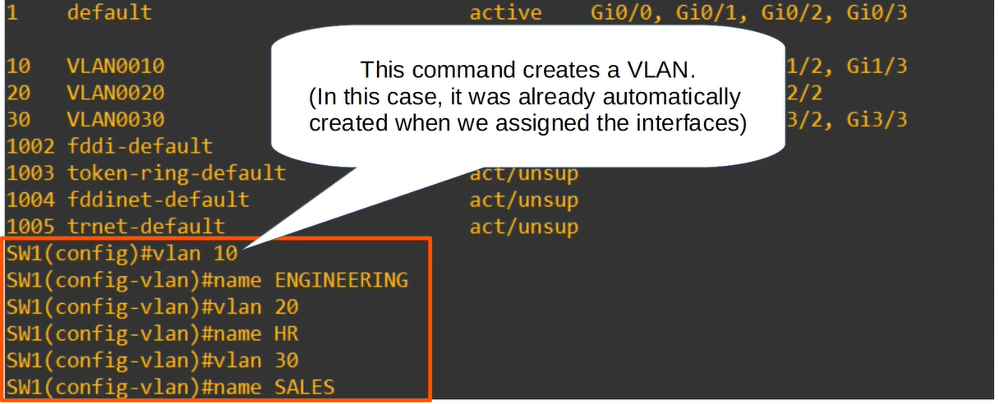 1    default                         active    Gi0/0, Gi0/1, Gi0/2, Gi0/3
This command creates a VLAN.
10   VLAN0010 1/2, Gi1/3
(In this case, it was already automatically
20   VLAN0020 2/2
created when we assigned the interfaces)
30   VLAN0030 3/2, Gi3/3
1002 fddi-default
1003 token-ring-default              act/unsup
1004 fddinet-default                 act/unsup
1005 trnet-default                   act/unsup
SW1(config)#vlan 10
SW1(config-vlan)#name ENGINEERING
SW1(config-vlan)#vlan 20
SW1(config-vlan)#name HR
SW1(config-vlan)#vlan 30
SW1(config-vlan)#name SALES